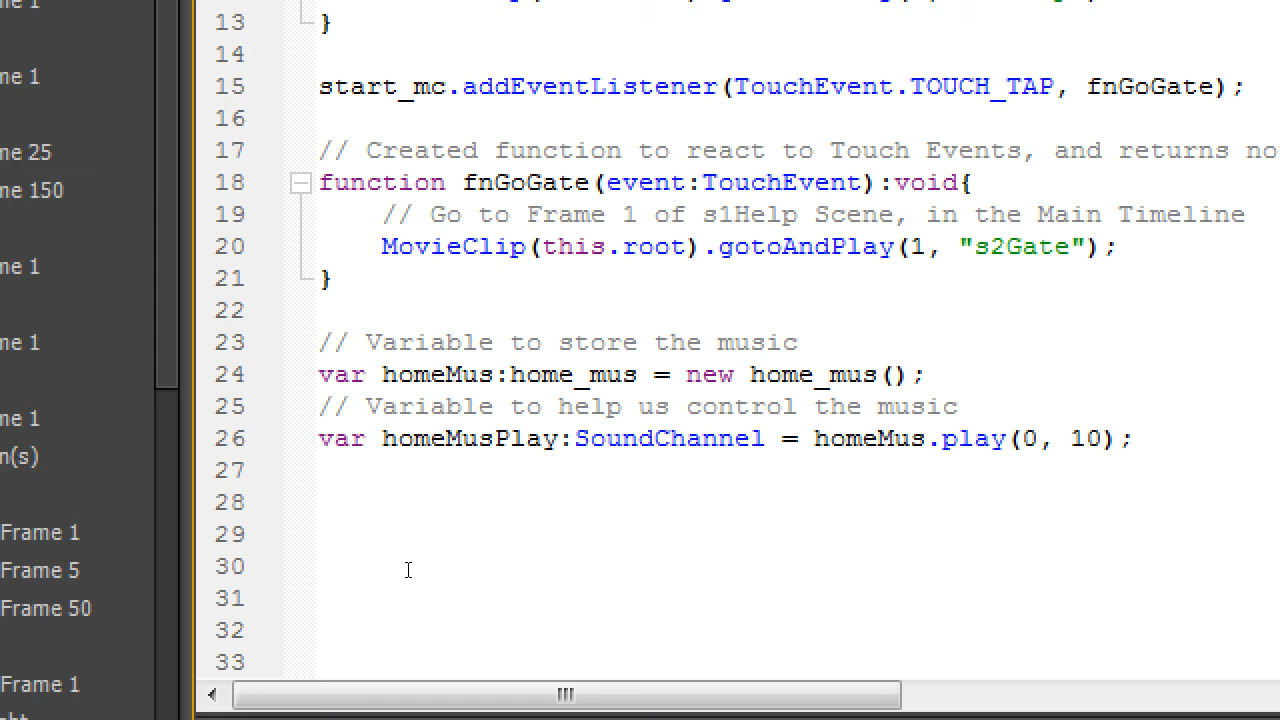 ne 1
ne 1
ne 25
ne 150
ne 1
ne 1
ne 1
n(s)
Frame 1
Frame 5
Frame 50
Frame 1
13 }
14
15 start_mc.addEventListener(TouchEvent.TOUCH_TAP, fnGoGate);
16
17 // Created function to react to Touch Events, and returns no
18 function fnGoGate(event:TouchEvent):void{
19 // Go to Frame 1 of s1Help Scene, in the Main Timeline
20 MovieClip(this.root).gotoAndPlay(1, "s2Gate");
21 }
22
23 // Variable to store the music
24 var homeMus:home_mus = new home_mus();
25 // Variable to help us control the music
26 var homeMusPlay:SoundChannel = homeMus.play(0, 10);
27
28
29
30
31
32
33